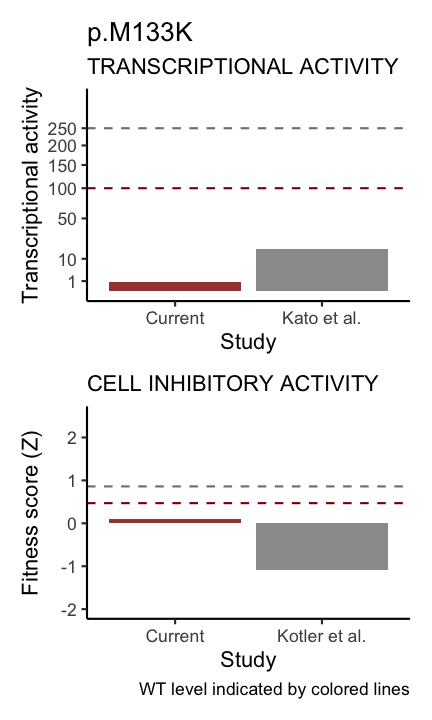 p.M133K
TRANSCRIPTIONAL ACTIVITY
Transcriptional activity
250
200
150
100
50
10
1
Current
Kato et al.
Study
CELL INHIBITORY ACTIVITY
Fitness score (Z)
2
1
0
-1
-2
Current
Kotler et al.
Study
WT level indicated by colored lines